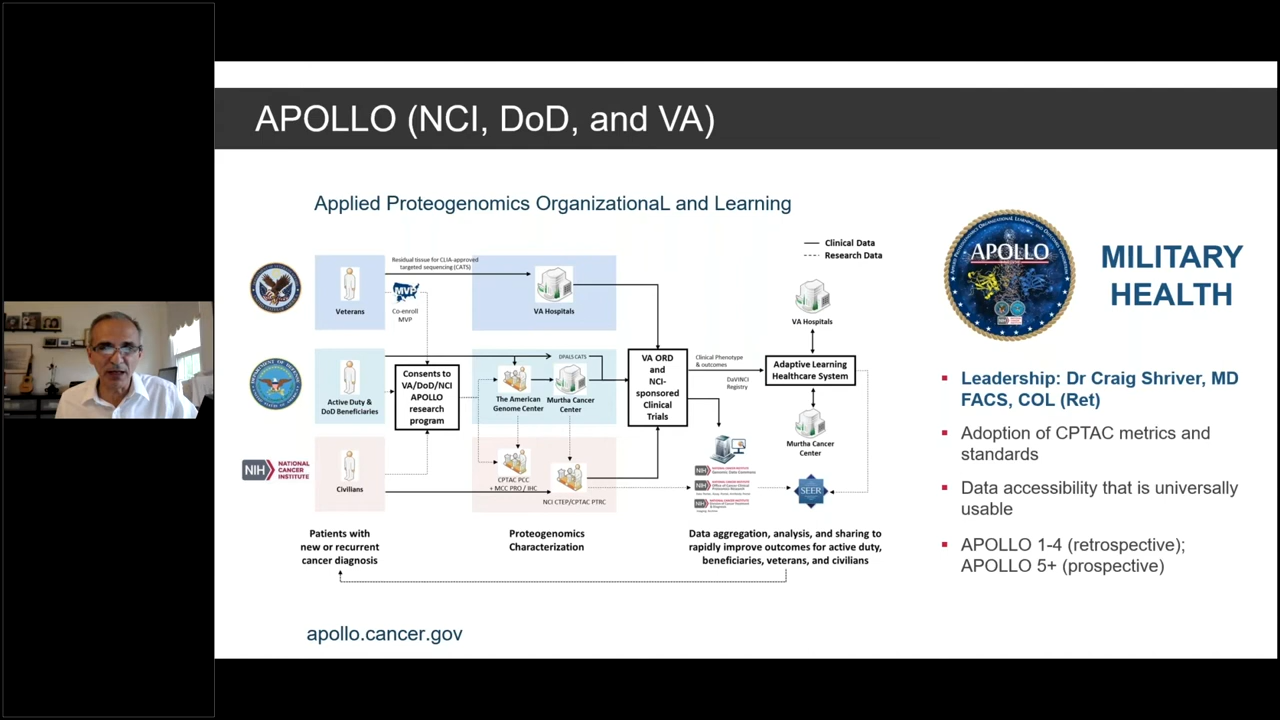 APOLLO (NCI, DoD, and VA)
Applied Proteogenomics OrganizationaL and Learning
Clinical Data
Research Data
Residual tissue for CLIA-approved
targeted sequencing (CATS)
Veterans
MVP
Co-enroll
MVP
VA Hospitals
VA Hospitals
Active Duty &
DoD Beneficiaries
Consents to
VA/DoD/NCI
APOLLO
research
program
DPALS CATS
The American
Genome Center
Murtha Cancer
Center
VA ORD
and
NCI-
sponsored
Clinical
Trials
Clinical Phenotype
& outcomes
DaVINCI
Registry
Adaptive Learning
Healthcare System
Murtha Cancer
Center
NIH NATIONAL
CANCER
INSTITUTE
Civilians
CPTAC PCC
+ MCC PRO / IHC
NCI CTEP/CPTAC PTRC
NIH
NIH
NIH
SEER
Patients with
new or recurrent
cancer diagnosis
Proteogenomics
Characterization
Data aggregation, analysis, and sharing to
rapidly improve outcomes for active duty,
beneficiaries, veterans, and civilians
apollo.cancer.gov
APOLLO
MILITARY
HEALTH
Leadership: Dr Craig Shriver, MD
FACS, COL (Ret)
Adoption of CPTAC metrics and
standards
Data accessibility that is universally
usable
APOLLO 1-4 (retrospective);
APOLLO 5+ (prospective)